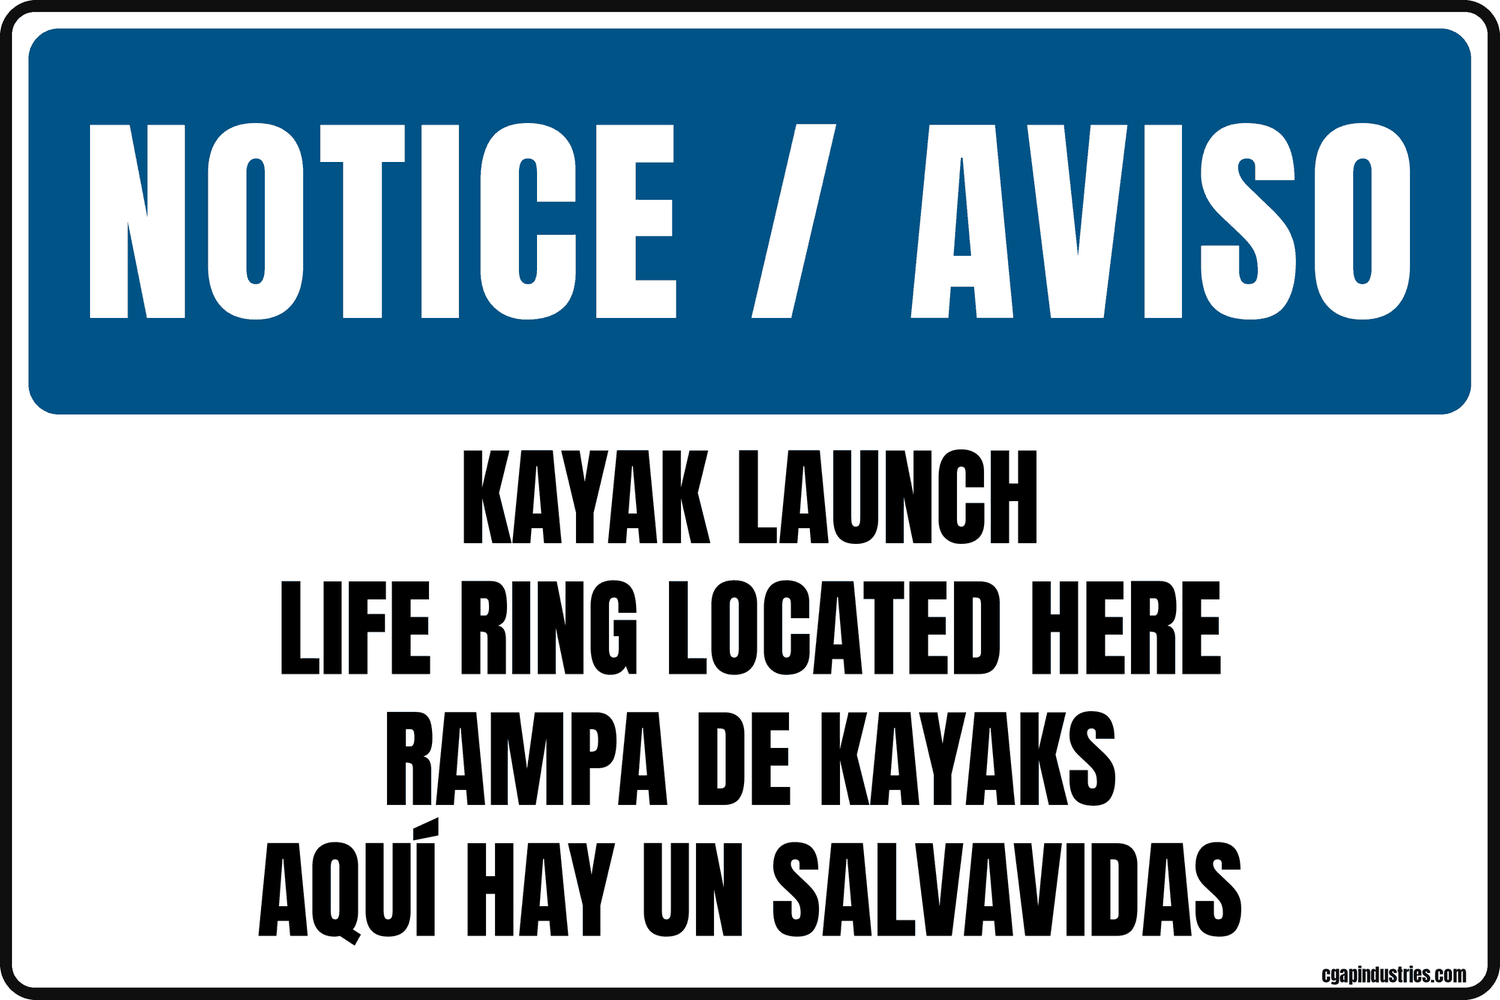 NOTICE / AVISO
KAYAK LAUNCH
LIFE RING LOCATED HERE
RAMPA DE KAYAKS
AQUÍ HAY UN SALVAVIDAS
cgapindustries.com